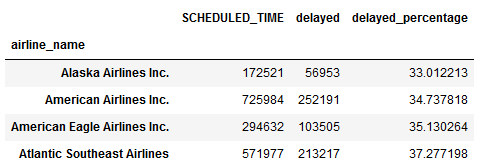 SCHEDULED_TIME delayed delayed_percentage
airline_name
Alaska Airlines Inc. 172521 56953 33.012213
American Airlines Inc. 725984 252191 34.737818
American Eagle Airlines Inc. 294632 103505 35.130264
Atlantic Southeast Airlines 571977 213217 37.277198